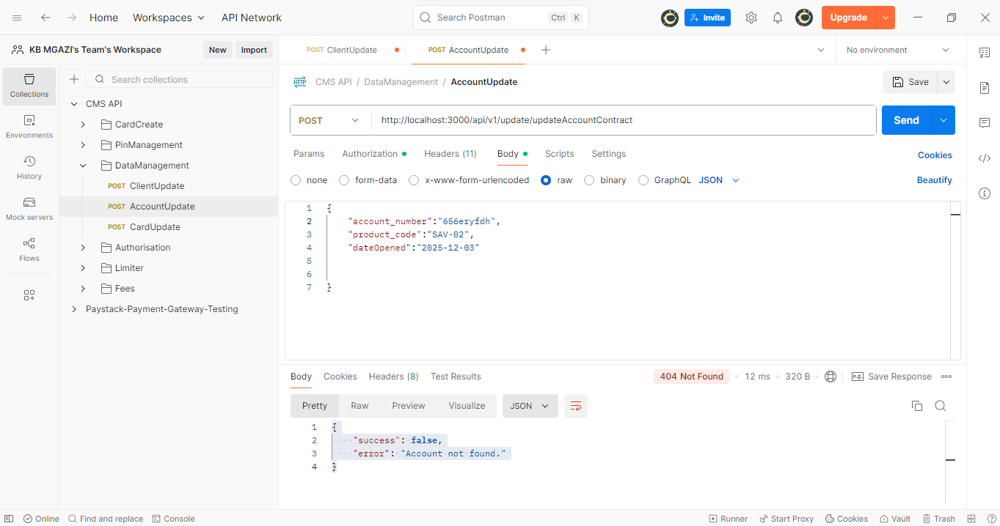 Home Workspaces API Network Search Postman Ctrl K Invite Upgrade
KB MGAZI's Team's Workspace New Import POST ClientUpdate POST AccountUpdate No environment
Collections
Environments
History
Mock servers
Flows
Search collections
CMS API
CardCreate
PinManagement
DataManagement
POST ClientUpdate
POST AccountUpdate
POST CardUpdate
Authorisation
Limiter
Fees
Paystack-Payment-Gateway-Testing
HTTP CMS API / DataManagement / AccountUpdate Save
POST http://localhost:3000/api/v1/update/updateAccountContract Send
Params Authorization Headers (11) Body Scripts Settings Cookies
none form-data x-www-form-urlencoded raw binary GraphQL JSON Beautify
1 {
2 "account_number":"656eryfdh",
3 "product_code":"SAV-02",
4 "dateOpened":"2025-12-03"
5
6
7 }
Body Cookies Headers (8) Test Results 404 Not Found • 12 ms • 320 B • e.g. Save Response
Pretty Raw Preview Visualize JSON
1 {
2 "success": false,
3 "error": "Account not found."
4 }
Online Find and replace Console Runner Start Proxy Cookies Vault Trash